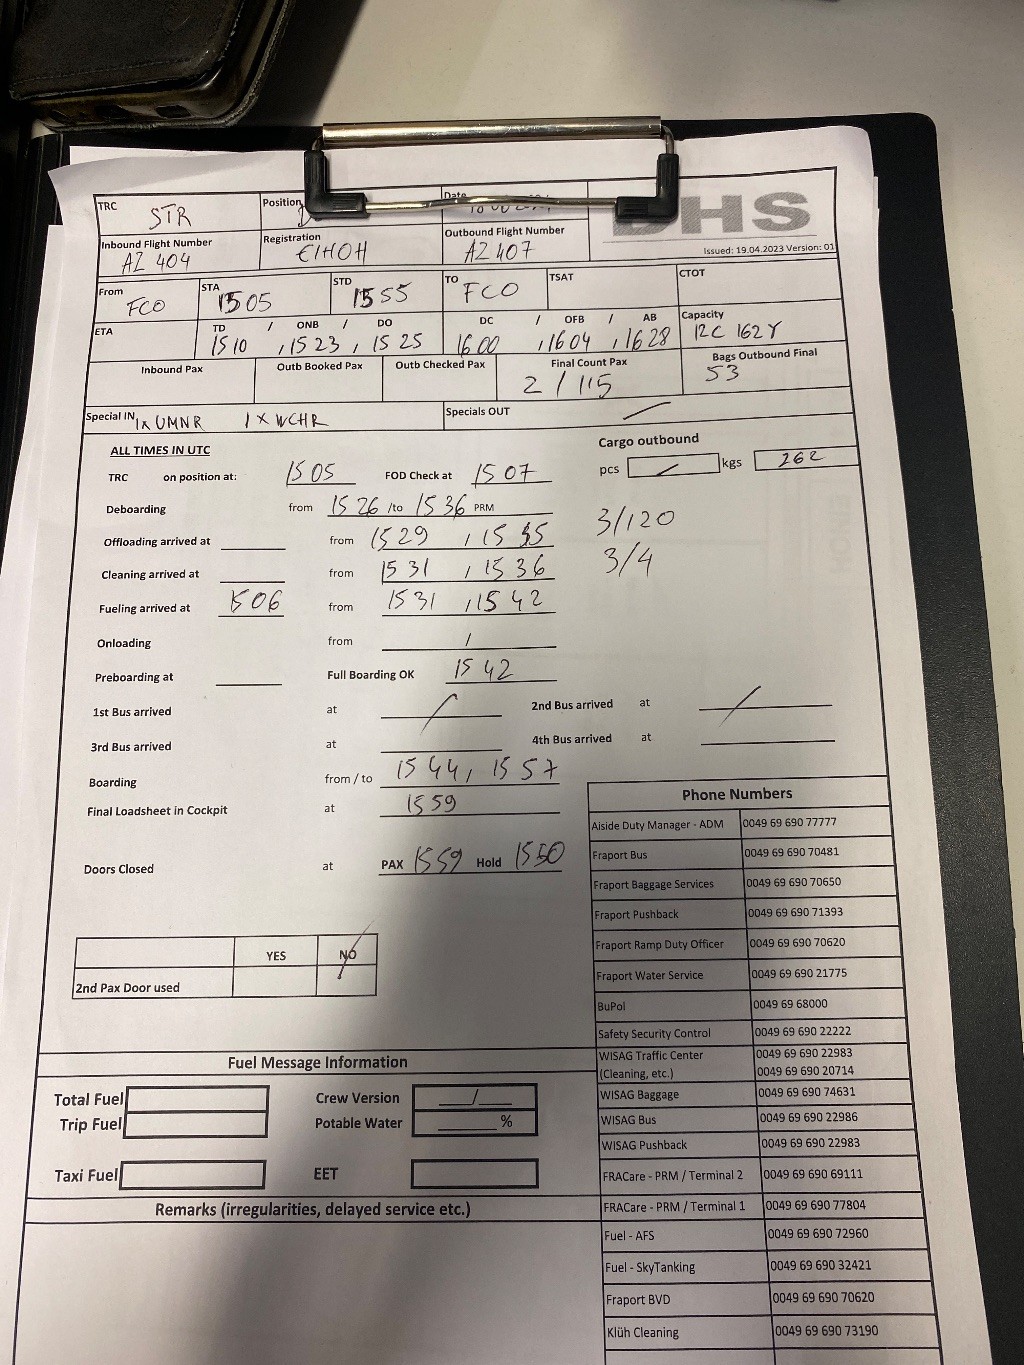 TRC STR Position Date
DHS
Issued: 19.04.2023 Version: 01
Inbound Flight Number Registration Outbound Flight Number
AZ 404 EIHOH AZ 407
From FCO STA 1505 STD 1555 TO FCO TSAT CTOT
ETA TD / ONB / DO DC / OFB / AB Capacity
1510 , 1523 , 1525 1600 , 1604 , 1628 12C 162Y
Inbound Pax Outb Booked Pax Outb Checked Pax Final Count Pax Bags Outbound Final
2 / 115 53
Special IN 1x UMNR 1 x WCHR Specials OUT
ALL TIMES IN UTC Cargo outbound
TRC on position at: 1505 FOD Check at 1507 pcs kgs 262
Deboarding from 1526 /to 1536 PRM 3/120
Offloading arrived at from 1529 , 1535 3/4
Cleaning arrived at from 1531 , 1536
Fueling arrived at 1506 from 1531 , 1542
Onloading from /
Preboarding at Full Boarding OK 1542
1st Bus arrived at 2nd Bus arrived at
3rd Bus arrived at 4th Bus arrived at
Boarding from / to 1544, 1557
Final Loadsheet in Cockpit at 1559
Doors Closed at PAX 1559 Hold 1550
YES NO
2nd Pax Door used
Fuel Message Information
Total Fuel Crew Version /
Trip Fuel Potable Water %
Taxi Fuel EET
Remarks (irregularities, delayed service etc.)
Phone Numbers
Aiside Duty Manager - ADM 0049 69 690 77777
Fraport Bus 0049 69 690 70481
Fraport Baggage Services 0049 69 690 70650
Fraport Pushback 0049 69 690 71393
Fraport Ramp Duty Officer 0049 69 690 70620
Fraport Water Service 0049 69 690 21775
BuPol 0049 69 68000
Safety Security Control 0049 69 690 22222
WISAG Traffic Center 0049 69 690 22983
(Cleaning, etc.) 0049 69 690 20714
WISAG Baggage 0049 69 690 74631
WISAG Bus 0049 69 690 22986
WISAG Pushback 0049 69 690 22983
FRACare - PRM / Terminal 2 0049 69 690 69111
FRACare - PRM / Terminal 1 0049 69 690 77804
Fuel - AFS 0049 69 690 72960
Fuel - SkyTanking 0049 69 690 32421
Fraport BVD 0049 69 690 70620
Klüh Cleaning 0049 69 690 73190